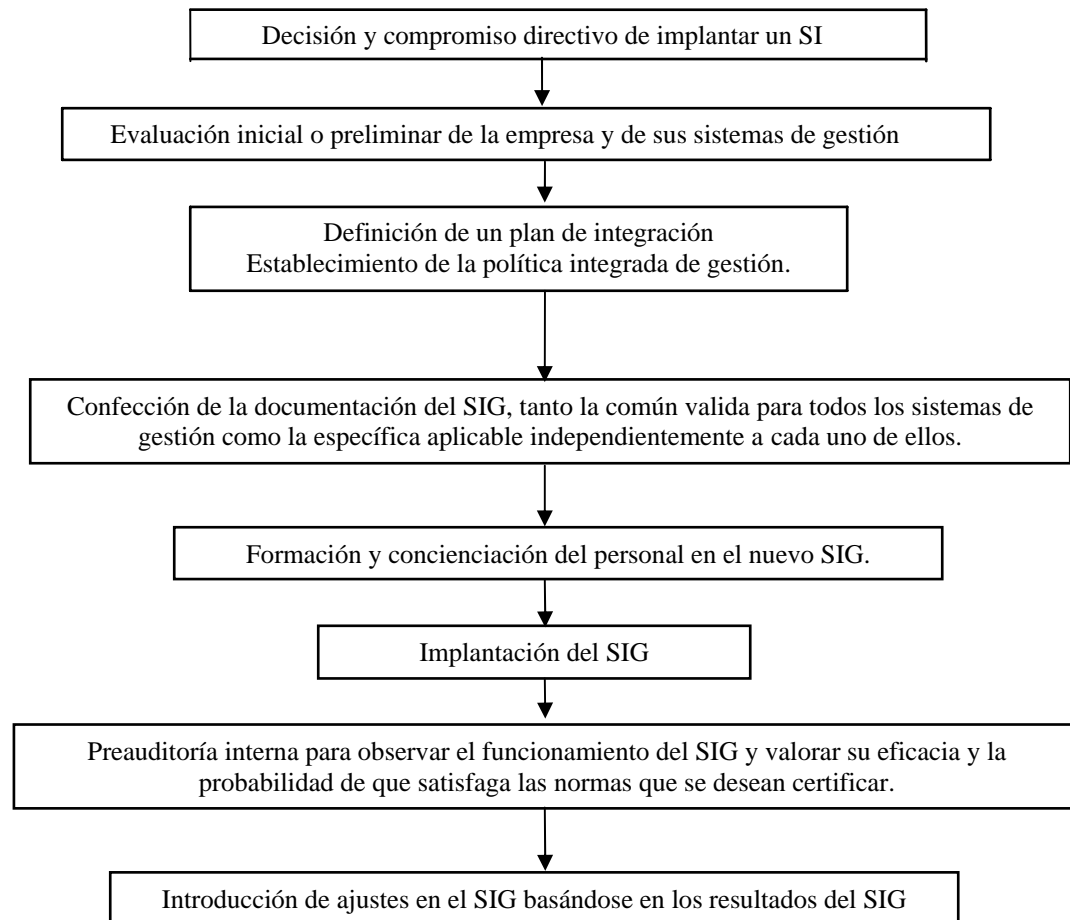 Decisión y compromiso directivo de implantar un SI
Evaluación inicial o preliminar de la empresa y de sus sistemas de gestión
Definición de un plan de integración
Establecimiento de la política integrada de gestión.
Confección de la documentación del SIG, tanto la común valida para todos los sistemas de
gestión como la específica aplicable independientemente a cada uno de ellos.
Formación y concienciación del personal en el nuevo SIG.
Implantación del SIG
Preauditoría interna para observar el funcionamiento del SIG y valorar su eficacia y la
probabilidad de que satisfaga las normas que se desean certificar.
Introducción de ajustes en el SIG basándose en los resultados del SIG